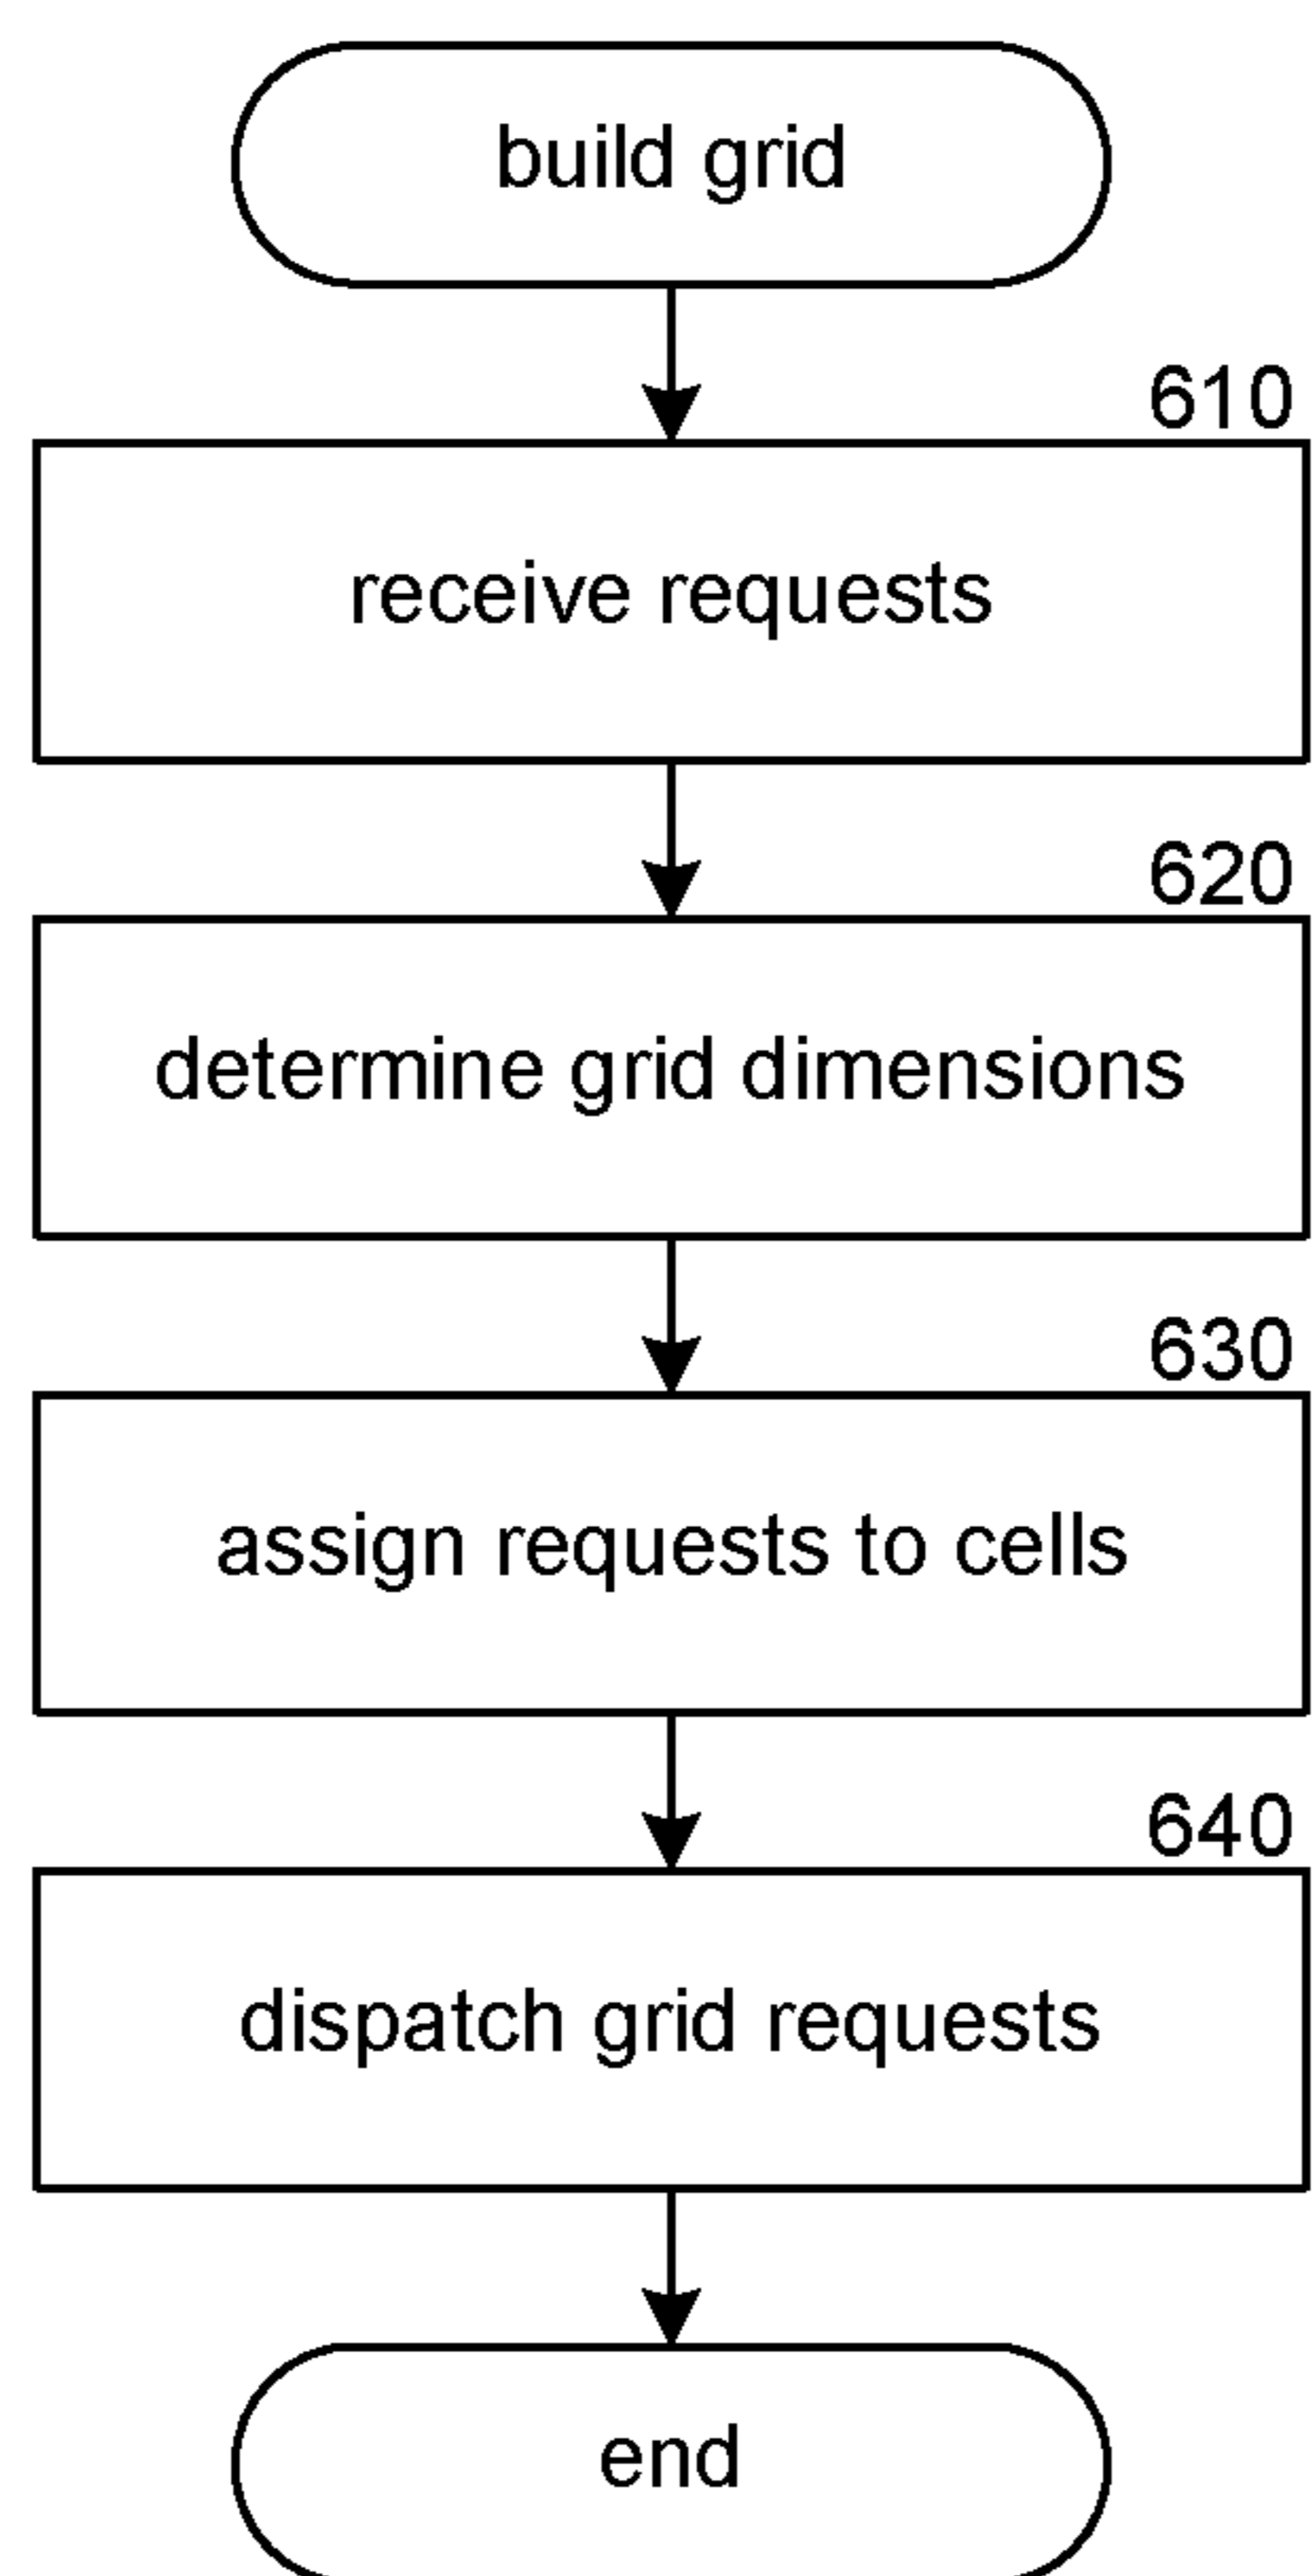 build grid
610
receive requests
620
determine grid dimensions
630
assign requests to cells
640
dispatch grid requests
end